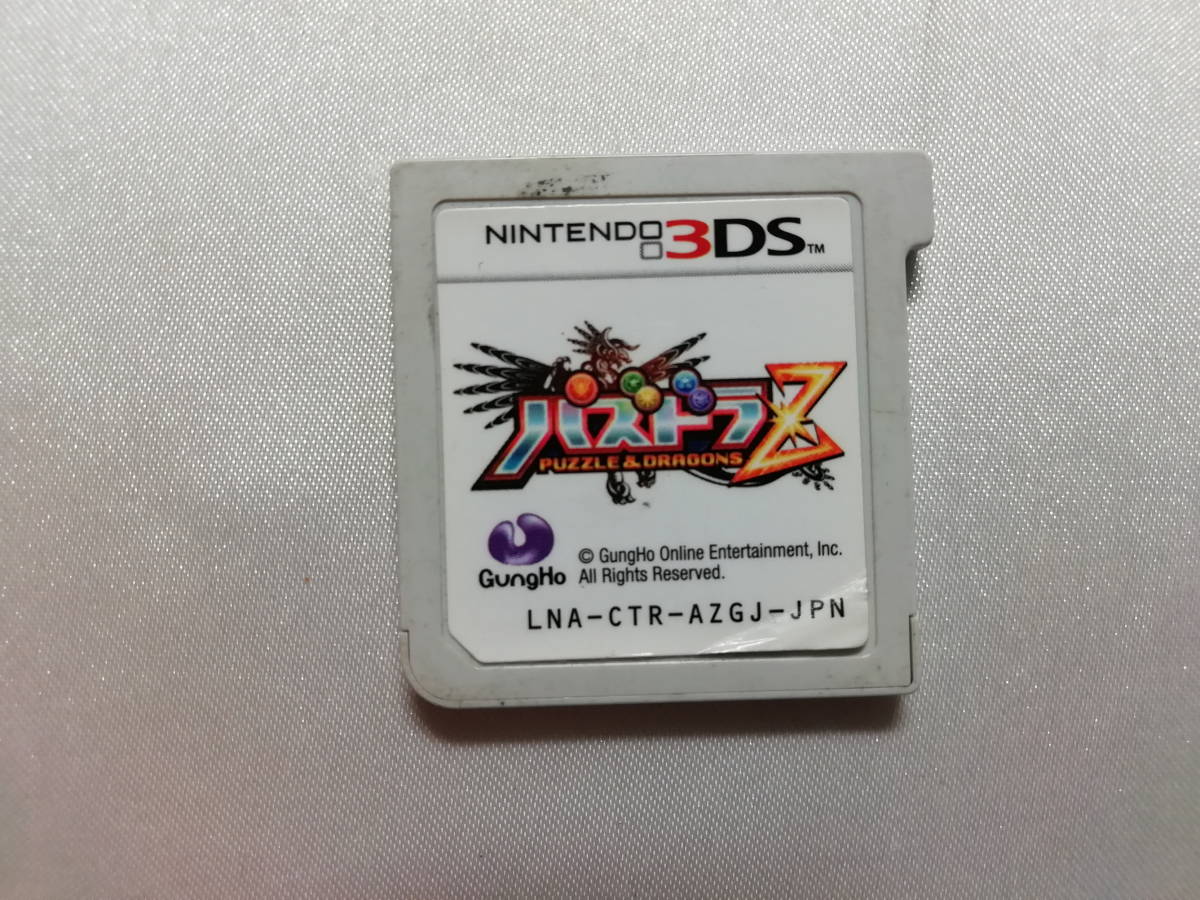 NINTENDO 3DS™
パズドラZ
PUZZLE & DRAGONS
GungHo
© GungHo Online Entertainment, Inc.
All Rights Reserved.
LNA-CTR-AZGJ-JPN